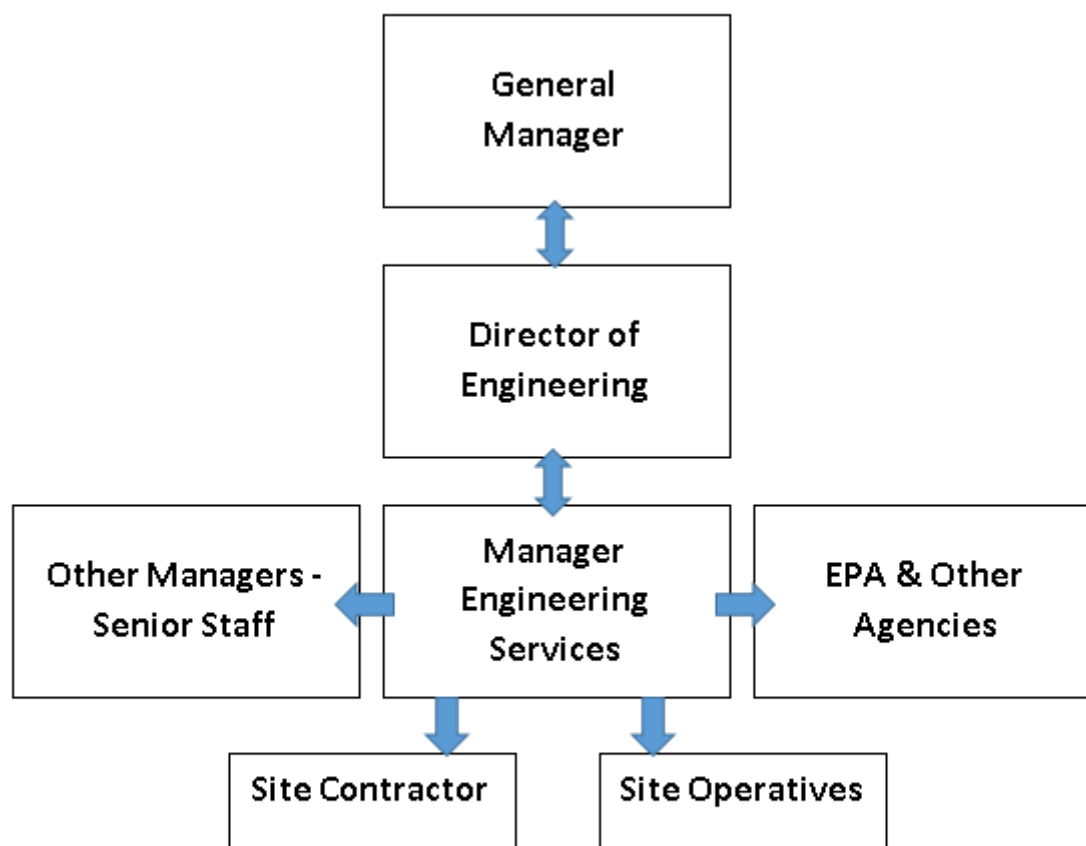 General
Manager
Director of
Engineering
Other Managers -
Senior Staff
Manager
Engineering
Services
EPA & Other
Agencies
Site Contractor
Site Operatives